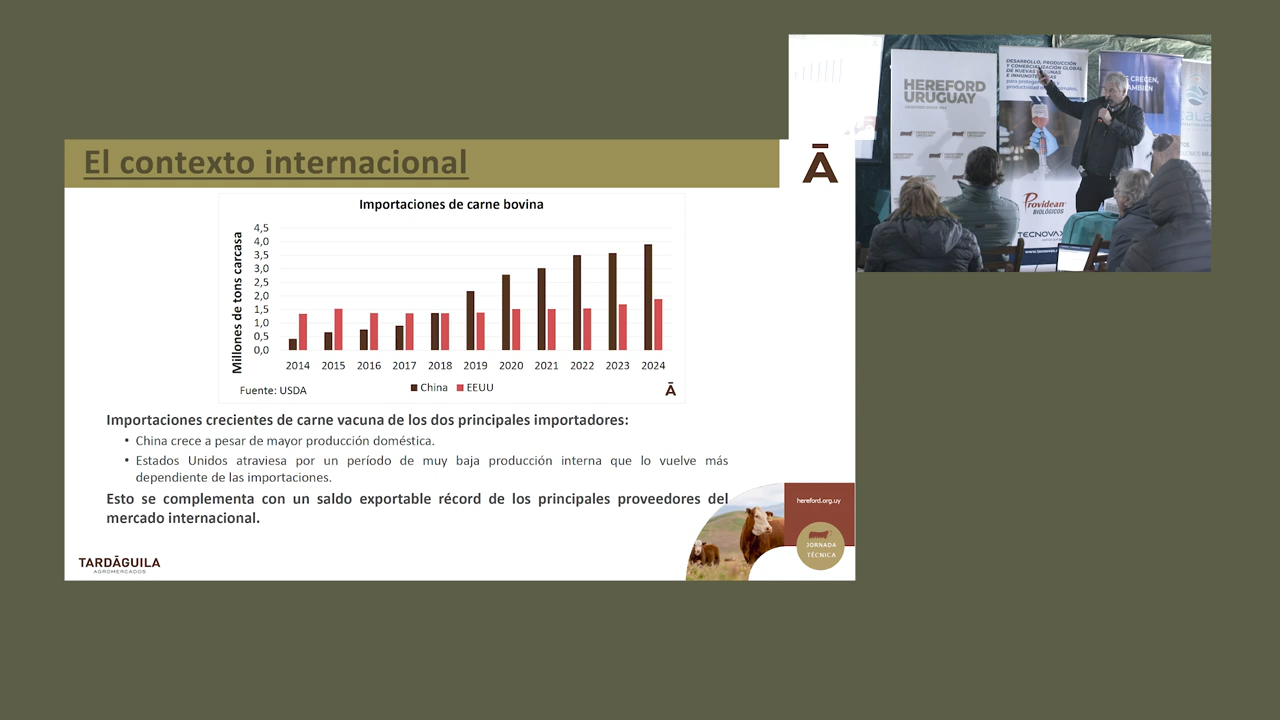 El contexto internacional
Ā
Importaciones de carne bovina
Millones de tons carcasa
4,5
4,0
3,5
3,0
2,5
2,0
1,5
1,0
0,5
0,0
2014 2015 2016 2017 2018 2019 2020 2021 2022 2023 2024
China EEUU
Fuente: USDA
Ā
Importaciones crecientes de carne vacuna de los dos principales importadores:
• China crece a pesar de mayor producción doméstica.
• Estados Unidos atraviesa por un período de muy baja producción interna que lo vuelve más
dependiente de las importaciones.
Esto se complementa con un saldo exportable récord de los principales proveedores del
mercado internacional.
TARDÁGUILA
AGROMERCADOS
hereford.org.uy
JORNADA
TÉCNICA
HEREFORD
URUGUAY
DESARROLLO, PRODUCCIÓN
Y COMERCIALIZACIÓN GLOBAL
DE NUEVAS
E
para
productividad
CRECEN,
Providean
BIOLÓGICOS
TECNOVAX